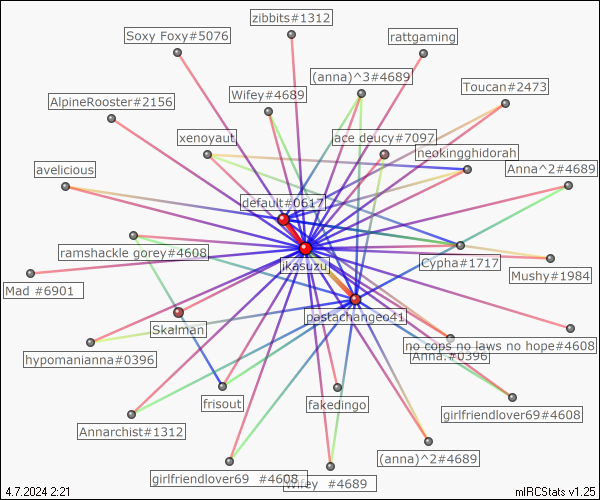 zibbits#1312
Soxy Foxy#5076
rattgaming
(anna)^3#4689
Toucan#2473
Wifey#4689
AlpineRooster#2156
xenoyaut
ace deucy#7097
neokingghidorah
avelicious
Anna^2#4689
default#0617
ramshackle gorey#4608
jkasuzu
Cypha#1717
Mushy#1984
Mad #6901
pastachangeo41
Skalman
no cops no laws no hope#4608
hypomanianna#0396
Anna.#0396
frisout
fakedingo
girlfriendlover69#4608
Annarchist#1312
(anna)^2#4689
girlfriendlover69 #4608
Wifey #4689
4.7.2024 2:21
mIRCStats v1.25